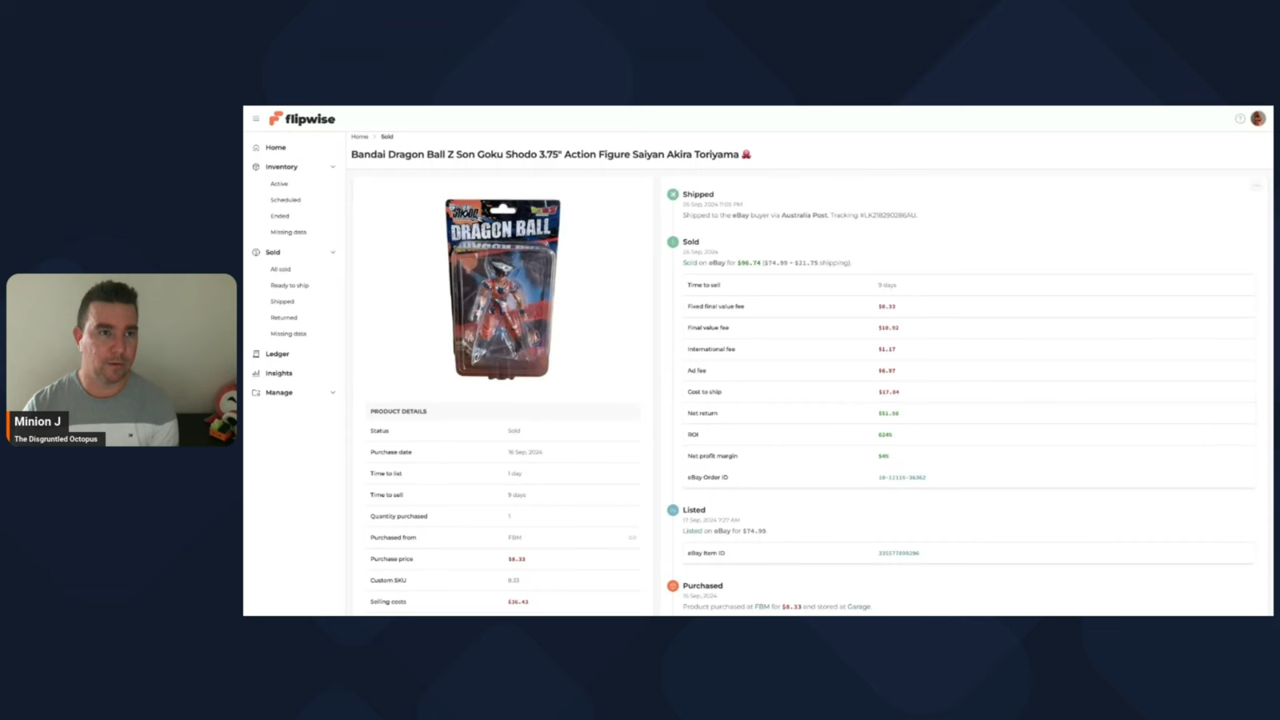 flipwise
Home > Sold
Bandai Dragon Ball Z Son Goku Shodo 3.75" Action Figure Saiyan Akira Toriyama
Home
Inventory
Active
Scheduled
Ended
Missing data
Sold
All sold
Ready to ship
Shipped
Returned
Missing data
Ledger
Insights
Manage
DRAGON BALL
PRODUCT DETAILS
Status Sold
Purchase date 16 Sep, 2024
Time to list 1 day
Time to sell 9 days
Quantity purchased 1
Purchased from FBM
Purchase price $8.33
Custom SKU 8.33
Selling costs $36.43
Shipped
Shipped to the eBay buyer via Australia Post.
Sold
Sold on eBay for $96.74 ($74.99 + $21.75 shipping).
Time to sell 9 days
Fixed final value fee
Final value fee
International fee $1.17
Ad fee
Cost to ship
Net return
ROI
Net profit margin
eBay Order ID
Listed
17 Sep, 2024 7:27 AM
Listed on eBay for $74.99.
eBay Item ID
Purchased
16 Sep, 2024
Product purchased at FBM for $8.33 and stored at Garage.
Minion J
The Disgruntled Octopus